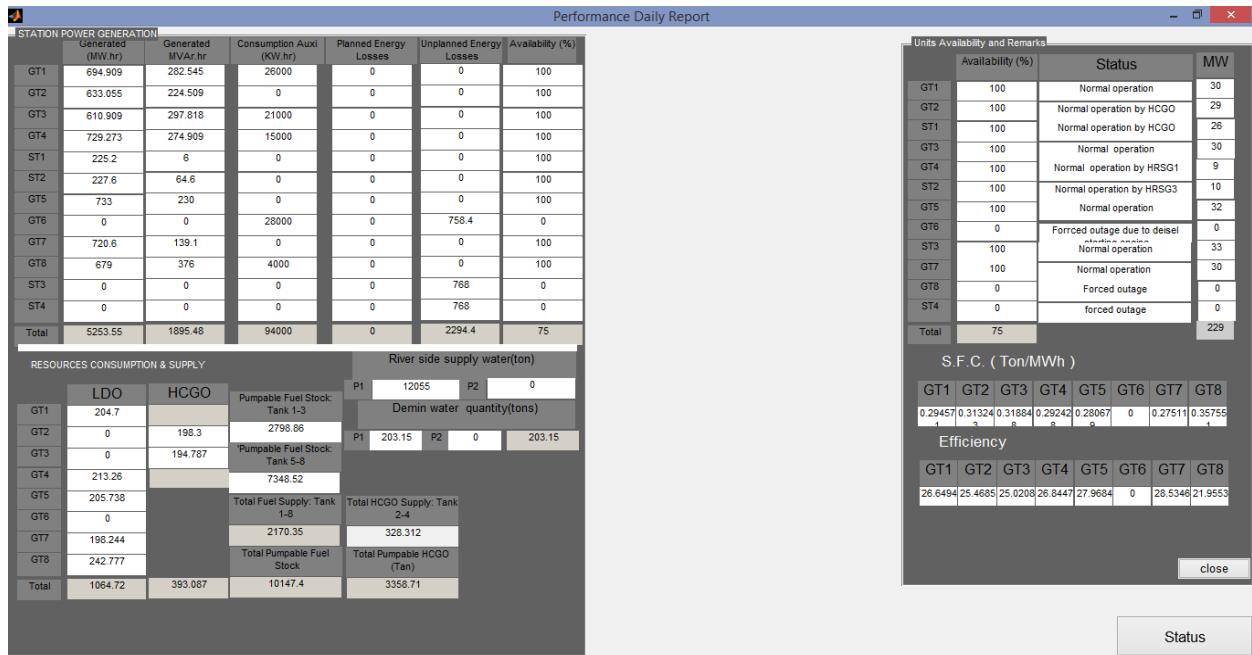 Performance Daily Report
STATION POWER GENERATION
Generated (MW.hr) Generated MVAr.hr Consumption Auxi (KW.hr) Planned Energy Losses Unplanned Energy Losses Availability (%)
GT1 694.909 282.545 26000 0 0 100
GT2 633.055 224.509 0 0 0 100
GT3 610.909 297.818 21000 0 0 100
GT4 729.273 274.909 15000 0 0 100
ST1 225.2 6 0 0 0 100
ST2 227.6 64.6 0 0 0 100
GT5 733 230 0 0 0 100
GT6 0 0 28000 0 758.4 0
GT7 720.6 139.1 0 0 0 100
GT8 679 376 4000 0 0 100
ST3 0 0 0 0 768 0
ST4 0 0 0 0 768 0
Total 5253.55 1895.48 94000 0 2294.4 75
RESOURCES CONSUMPTION & SUPPLY
LDO HCGO
GT1 204.7
GT2 0 198.3
GT3 0 194.787
GT4 213.26
GT5 205.738
GT6 0
GT7 198.244
GT8 242.777
Total 1064.72 393.087
Pumpable Fuel Stock:
Tank 1-3
2798.86
'Pumpable Fuel Stock:
Tank 5-8
7348.52
Total Fuel Supply: Tank
1-8
2170.35
Total Pumpable Fuel
Stock
10147.4
River side supply water(ton)
P1 12055 P2 0
Demin water quantity(tons)
P1 203.15 P2 0 203.15
Total HCGO Supply: Tank
2-4
328.312
Total Pumpable HCGO
(Tan)
3358.71
Units Availability and Remarks
Availability (%) Status MW
GT1 100 Normal operation 30
GT2 100 Normal operation by HCGO 29
ST1 100 Normal operation by HCGO 26
GT3 100 Normal operation 30
GT4 100 Normal operation by HRSG1 9
ST2 100 Normal operation by HRSG3 10
GT5 100 Normal operation 32
GT6 0 Forrced outage due to deisel 0
ST3 100 Normal operation 33
GT7 100 Normal operation 30
GT8 0 Forced outage 0
ST4 0 forced outage 0
Total 75 229
S.F.C. ( Ton/MWh )
GT1 GT2 GT3 GT4 GT5 GT6 GT7 GT8
0.29457 0.31324 0.31884 0.29242 0.28067 0 0.27511 0.35755
Efficiency
GT1 GT2 GT3 GT4 GT5 GT6 GT7 GT8
26.6494 25.4685 25.0208 26.8447 27.9684 0 28.5346 21.9553
close
Status